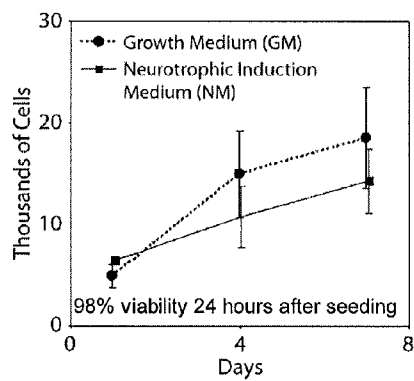 30
Growth Medium (GM)
Neurotrophic Induction
Medium (NM)
20
Thousands of Cells
10
98% viability 24 hours after seeding
0
0 4 8
Days